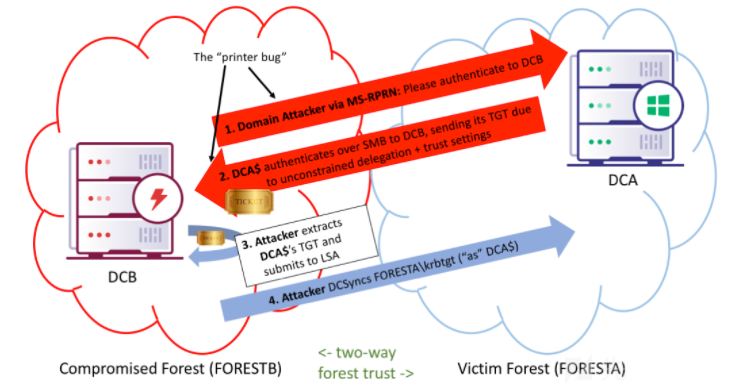 The "printer bug"
1. Domain Attacker via MS-RPRN: Please authenticate to DCB
2. DCA$ authenticates over SMB to DCB, sending its TGT due
to unconstrained delegation + trust settings
TICKET
TICKET
3. Attacker extracts
DCA$'s TGT and
submits to LSA
4. Attacker DCSyncs FORESTA\krbtgt ("as" DCA$)
DCA
DCB
Compromised Forest (FORESTB)
<- two-way
forest trust ->
Victim Forest (FORESTA)